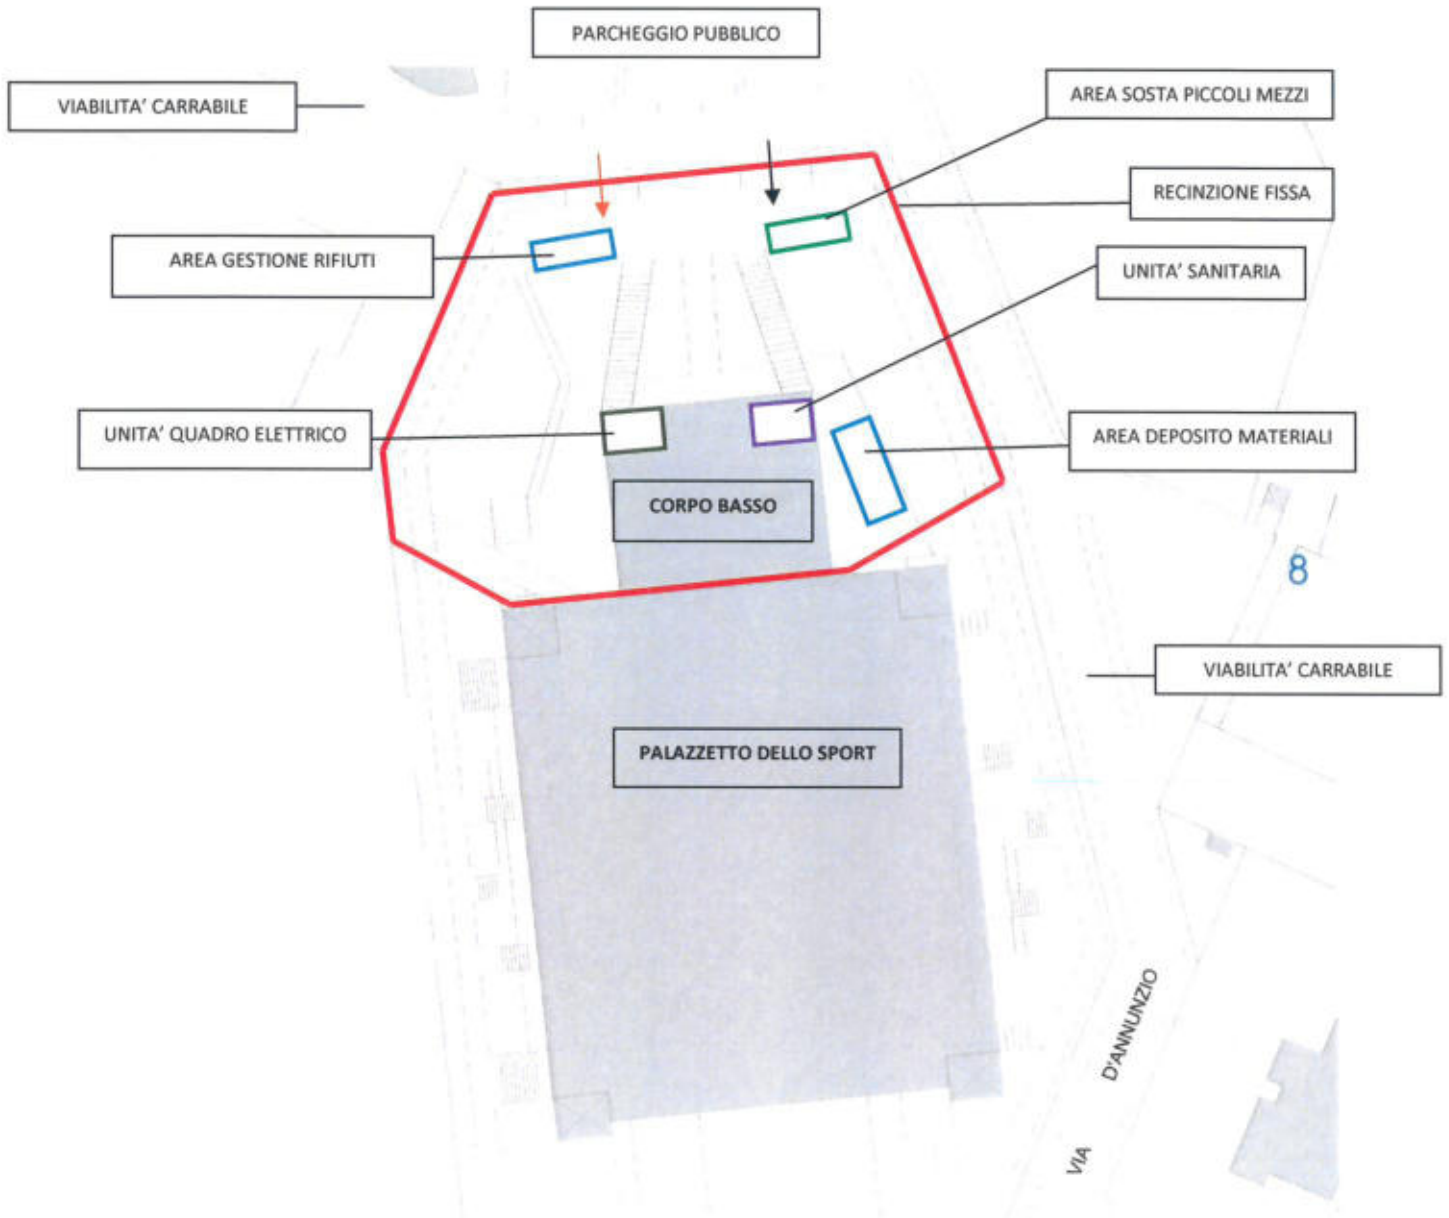 PARCHEGGIO PUBBLICO
VIABILITA' CARRABILE
AREA SOSTA PICCOLI MEZZI
RECINZIONE FISSA
AREA GESTIONE RIFIUTI
UNITA' SANITARIA
UNITA' QUADRO ELETTRICO
AREA DEPOSITO MATERIALI
CORPO BASSO
8
VIABILITA' CARRABILE
PALAZZETTO DELLO SPORT
VIA D'ANNUNZIO